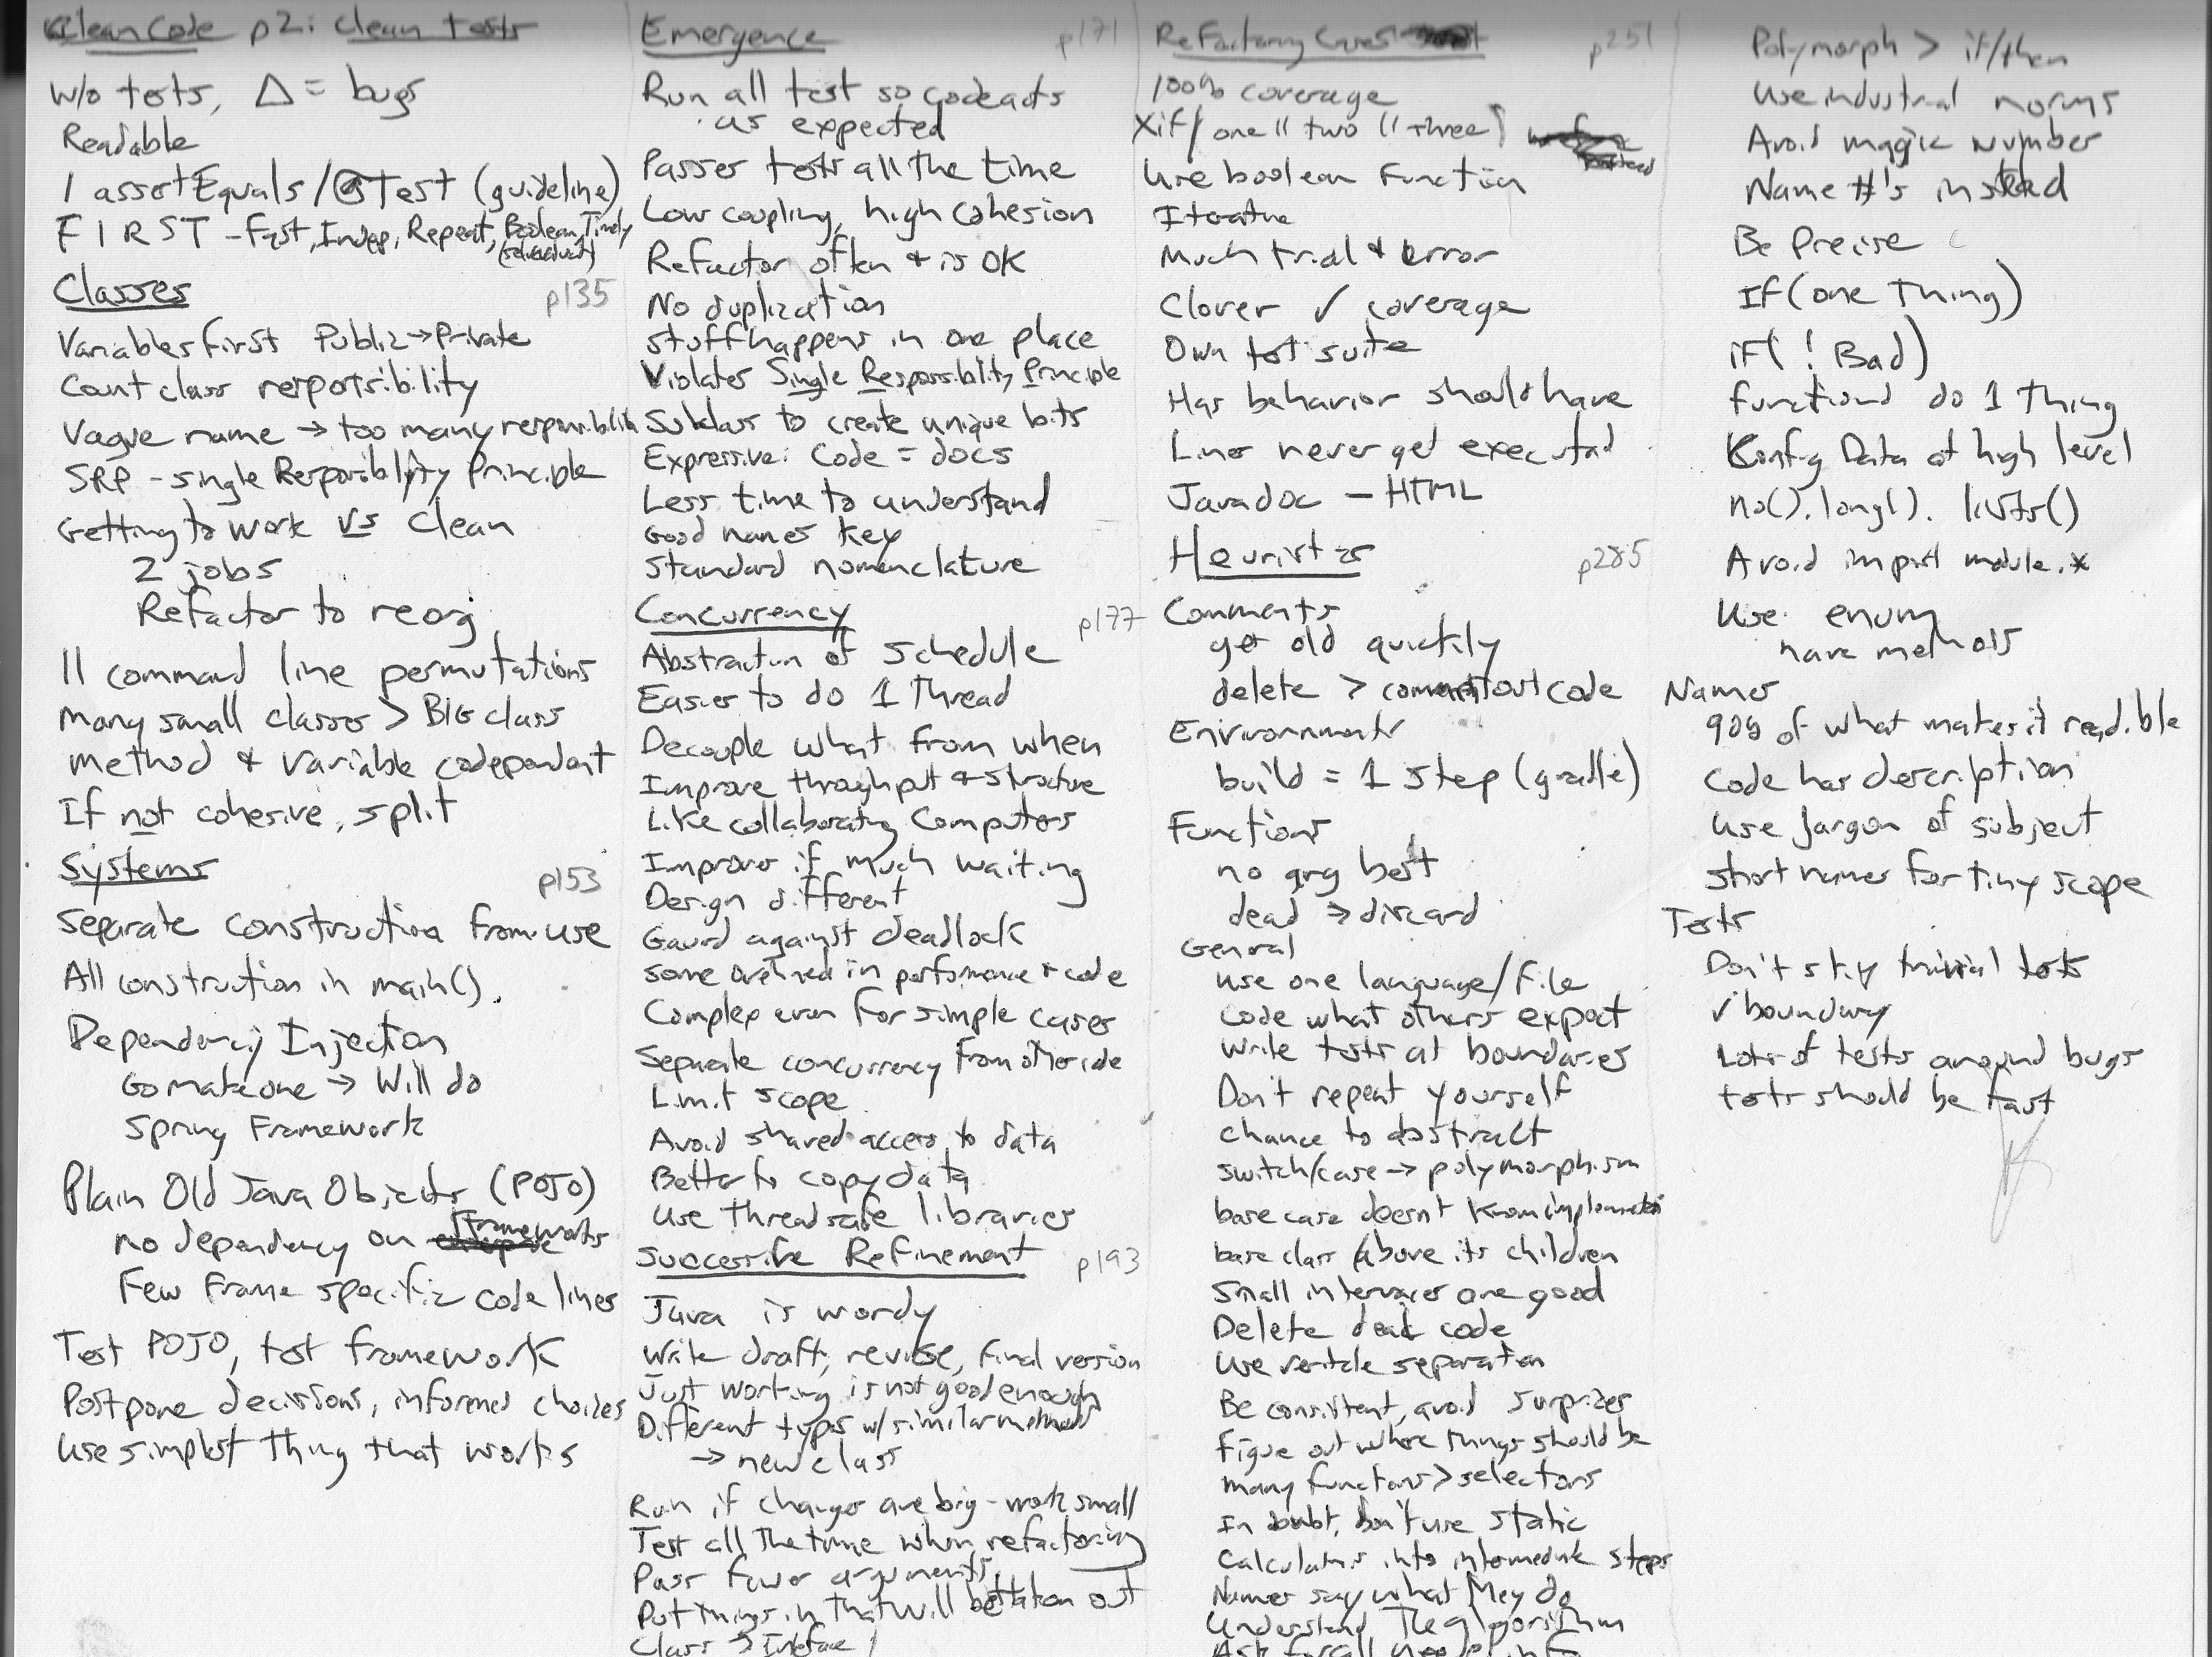 Clean Code p2: Clean tests
w/o tests, Δ = bugs
Readable
1 assertEquals/@Test (guideline)
FIRST - Fast, Indep, Repeat, Boolean, Timely
Classes p135
Variables first Public → Private
Count class responsibility
Vague name → too many responsibilities
SRP - single Responsibility Principle
Getting to work vs clean
2 jobs
Refactor to reorg
11 command line permutations
Many small classes > BIG class
Method & Variable codependant
If not cohesive, split
Systems p153
Separate construction from use
All construction in main().
Dependency Injection
Go make one → Will do
Spring Framework
Plain Old Java Objects (POJO)
no dependency on frameworks
Few frame specific code lines
Test POJO, test framework
Postpone decisions, informed choices
Use simplest thing that works
Emergence p171
Run all test so code acts
as expected
Passes tests all the time
Low coupling, high cohesion
Refactor often & is OK
No duplication
Stuff happens in one place
Violates Single Responsibility Principle
Subclass to create unique bits
Expressive: Code = docs
Less time to understand
Good names key
Standard nomenclature
Concurrency p177
Abstraction of Schedule
Easier to do 1 Thread
Decouple what from when
Improve throughput & structure
Like collaborating Computers
Improves if much waiting
Design different
Gaurd against deadlock
Some overhead in performance & code
Complex even for simple cases
Separate concurrency from other code
Limit scope
Avoid shared access to data
Better to copy data
Use thread safe libraries
Successive Refinement p193
Java is wordy
Write draft, revise, final version
Just working is not good enough
Different types w/ similar methods
→ new class
Run if changes are big - work small
Test all the time when refactoring
Pass fewer arguments
Put things in that will be taken out
Class → Interface
Refactoring p251
100% coverage
X if(one || two || three)
Use boolean function
Iterative
Much trial & error
Clover ✓ coverage
Own test suite
Has behavior should have
Lines never get executed
Javadoc - HTML
Heuristics p285
Comments
get old quickly
delete > comment out code
Environments
build = 1 step (gradle)
Functions
no arg best
dead → discard
General
Use one language/file
Code what others expect
Write tests at boundaries
Don't repeat yourself
Chance to abstract
Switch/case → polymorphism
base case doesn't know implementation
base class above its children
Small interfaces are good
Delete dead code
Use verticle separation
Be consistent, avoid surprizes
Figure out where things should be
Many functions > selectors
In doubt, don't use static
Calculations into intermediate steps
Names say what they do
Understand the algorithm
Polymorph > if/then
Use industrial norms
Avoid magic number
Name #'s instead
Be precise
If (one thing)
if(! Bad)
Functions do 1 Thing
Config Data at high level
no().long().lists()
Avoid import module.*
Use enum
have methods
Names
90% of what makes it readible
Code has description
Use jargon of subject
Short names for tiny scope
Tests
Don't skip trivial tests
✓ boundary
Lots of tests around bugs
tests should be fast